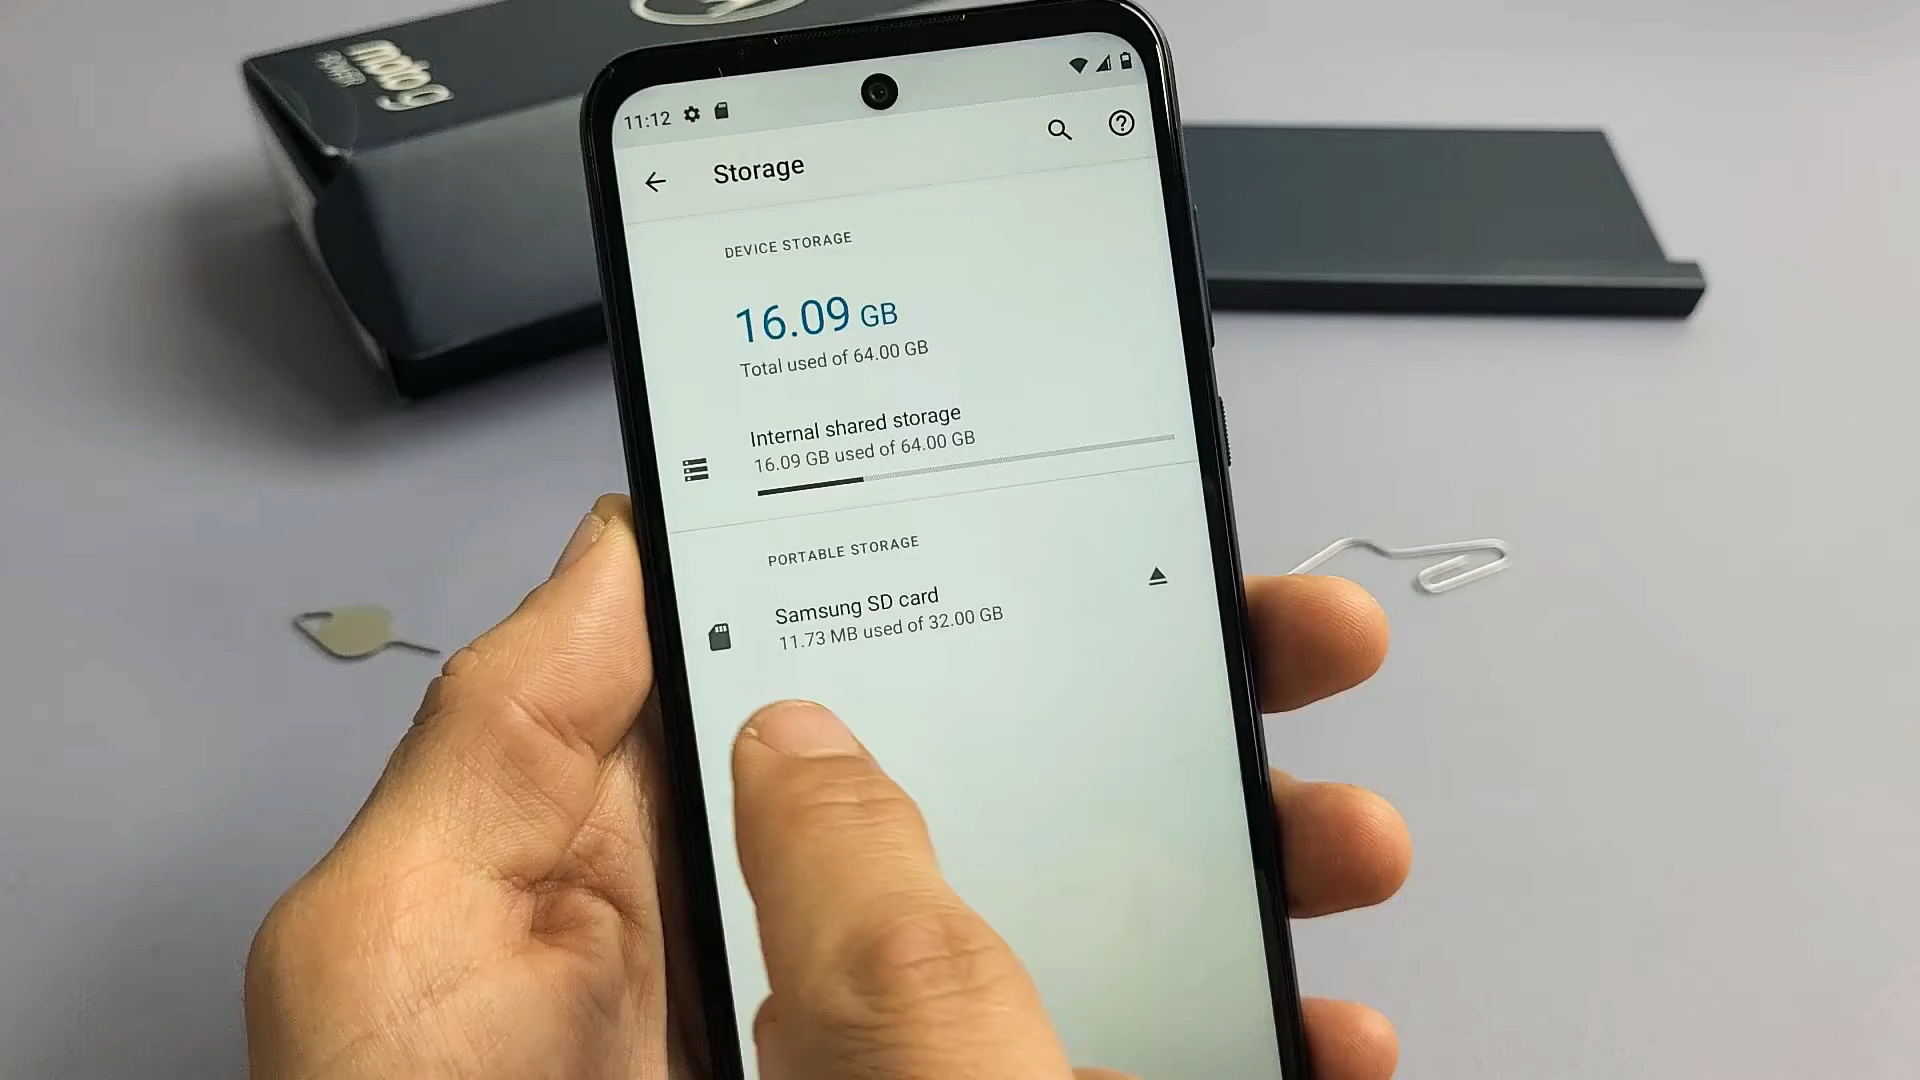 moto g
POWER
11:12
Storage
DEVICE STORAGE
16.09 GB
Total used of 64.00 GB
Internal shared storage
16.09 GB used of 64.00 GB
PORTABLE STORAGE
Samsung SD card
11.73 MB used of 32.00 GB